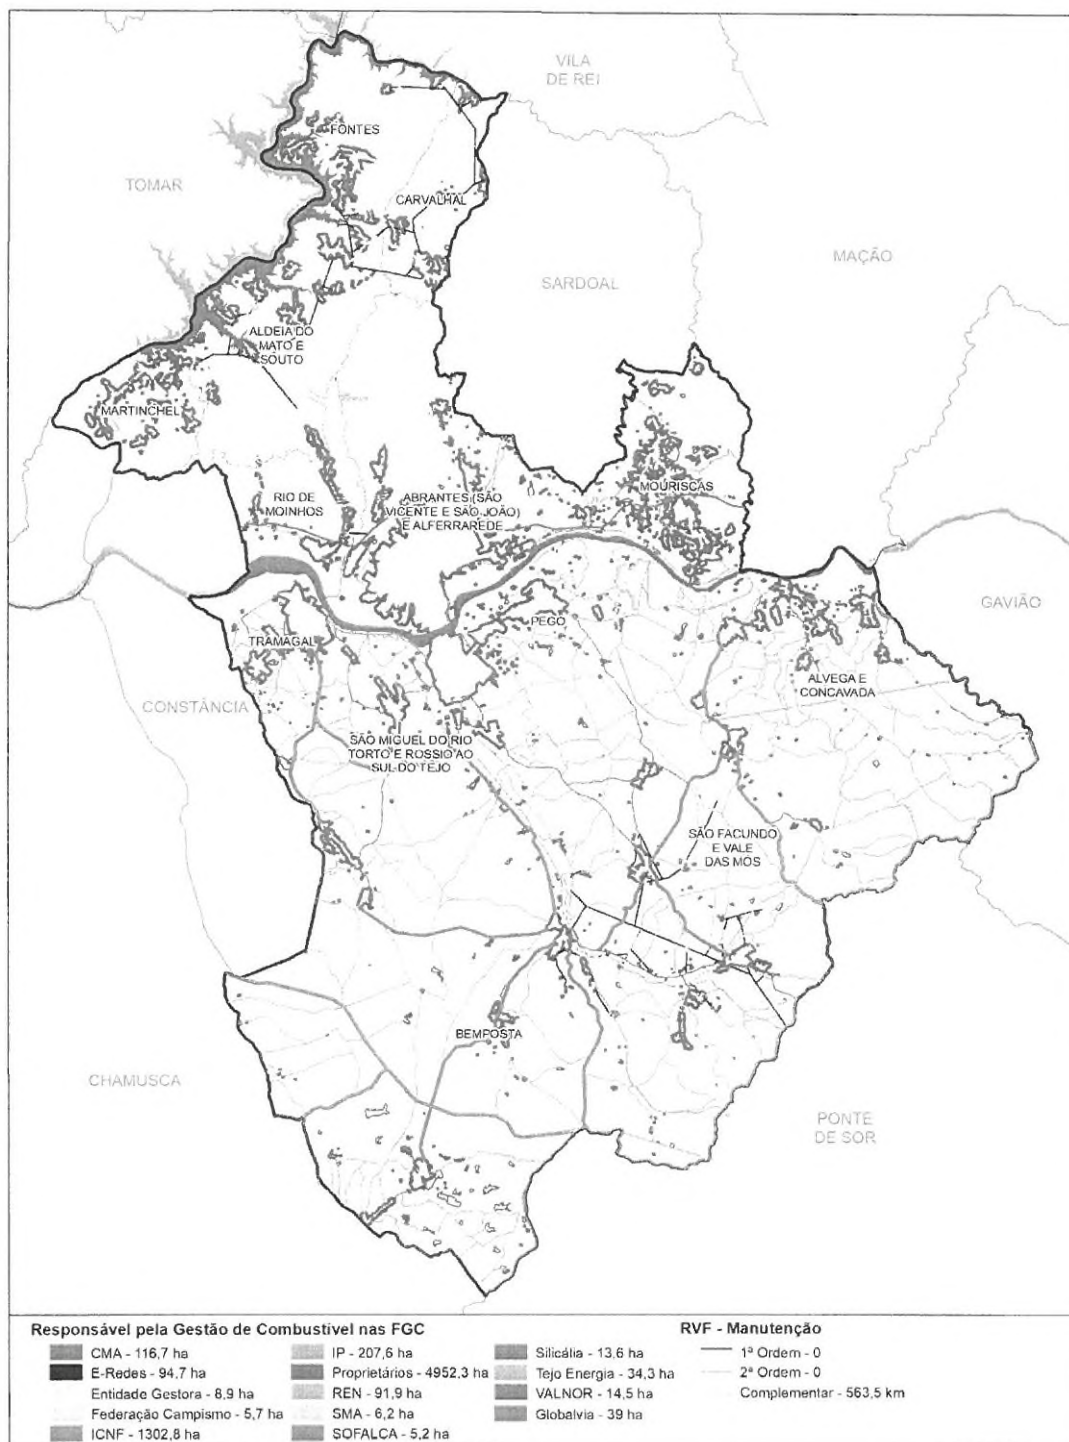 VILA
DE REI
FONTES
TOMAR
CARVALHAL
MAÇÃO
SARDOAL
ALDEIA DO
MATO E
SOUTO
MARTINCHEL
MOURISCAS
RIO DE
MOINHOS
ABRANTES (SÃO
VICENTE E SÃO JOÃO)
E ALFERRAREDE
GAVIÃO
PEGO
TRAMAGAL
ALVEGA E
CONCAVADA
CONSTÂNCIA
SÃO MIGUEL DO RIO
TORTO E ROSSIO AO
SUL DO TEJO
SÃO FACUNDO
E VALE
DAS MÓS
BEMPOSTA
CHAMUSCA
PONTE
DE SOR
Responsável pela Gestão de Combustível nas FGC
CMA - 116,7 ha
E-Redes - 94,7 ha
Entidade Gestora - 8,9 ha
Federação Campismo - 5,7 ha
ICNF - 1302,8 ha
IP - 207,6 ha
Proprietários - 4952,3 ha
REN - 91,9 ha
SMA - 6,2 ha
SOFALCA - 5,2 ha
Silicália - 13,6 ha
Tejo Energia - 34,3 ha
VALNOR - 14,5 ha
Globalvia - 39 ha
RVF - Manutenção
1ª Ordem - 0
2ª Ordem - 0
Complementar - 563,5 km